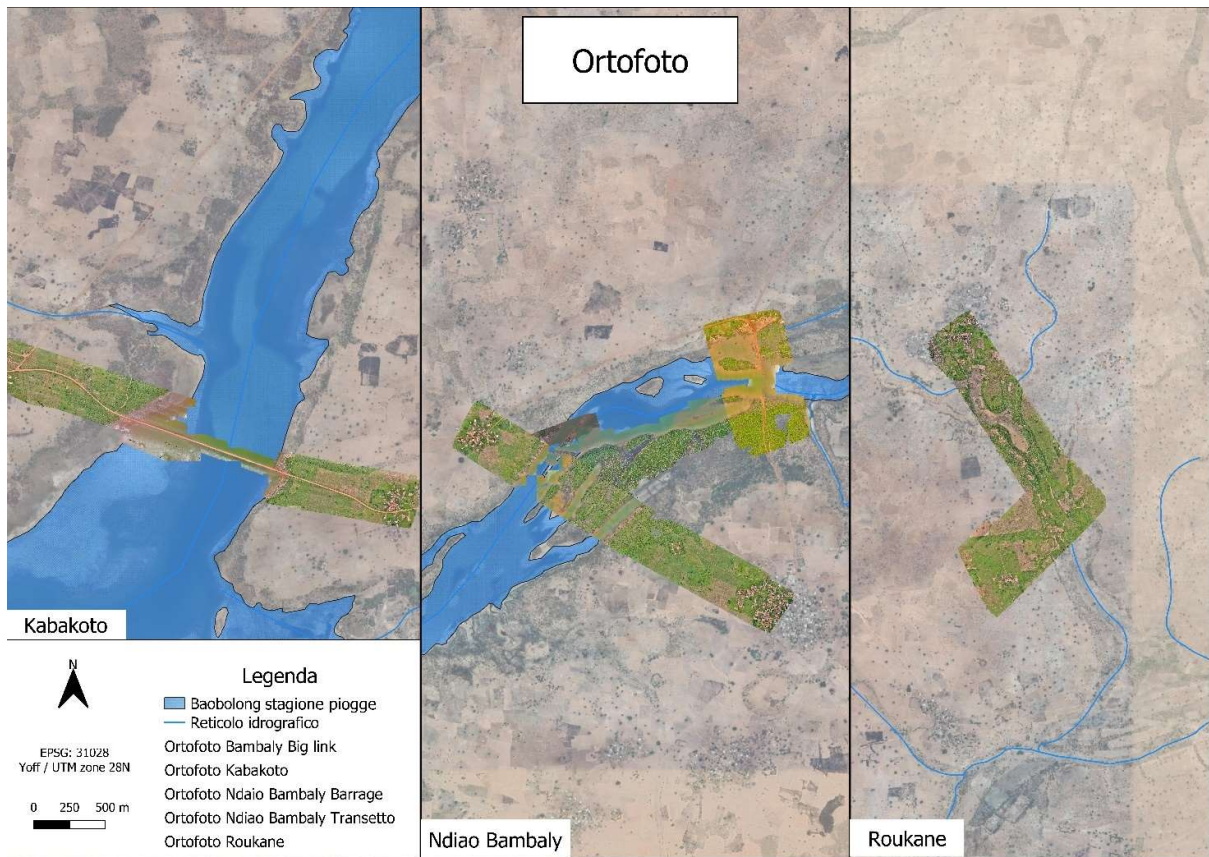 Ortofoto
Kabakoto
Ndiao Bambaly
Roukane
N
EPSG: 31028
Yoff / UTM zone 28N
0 250 500 m
Legenda
Baobolong stagione piogge
Reticolo idrografico
Ortofoto Bambaly Big link
Ortofoto Kabakoto
Ortofoto Ndaio Bambaly Barrage
Ortofoto Ndiao Bambaly Transetto
Ortofoto Roukane